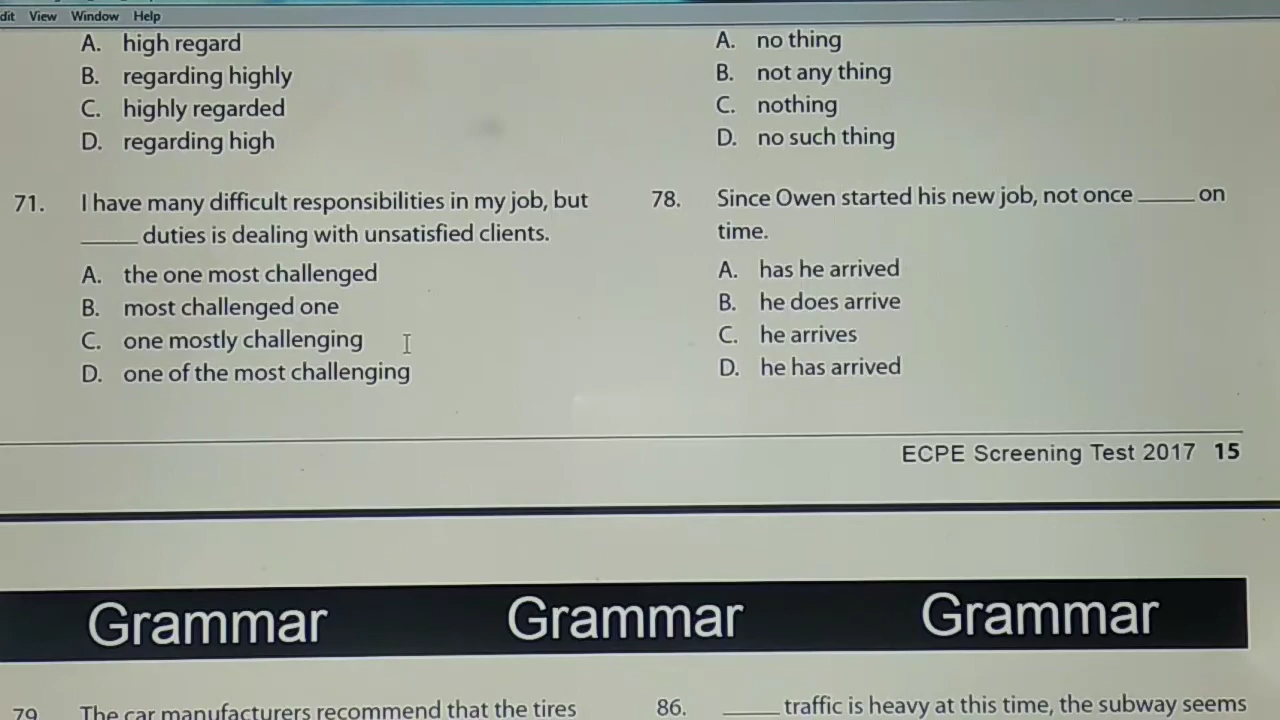 dit View Window Help
A. high regard
B. regarding highly
C. highly regarded
D. regarding high
71. I have many difficult responsibilities in my job, but
_____ duties is dealing with unsatisfied clients.
A. the one most challenged
B. most challenged one
C. one mostly challenging
D. one of the most challenging
A. no thing
B. not any thing
C. nothing
D. no such thing
78. Since Owen started his new job, not once _____ on
time.
A. has he arrived
B. he does arrive
C. he arrives
D. he has arrived
ECPE Screening Test 2017 15
Grammar Grammar Grammar
79. The car manufacturers recommend that the tires
86. _____ traffic is heavy at this time, the subway seems